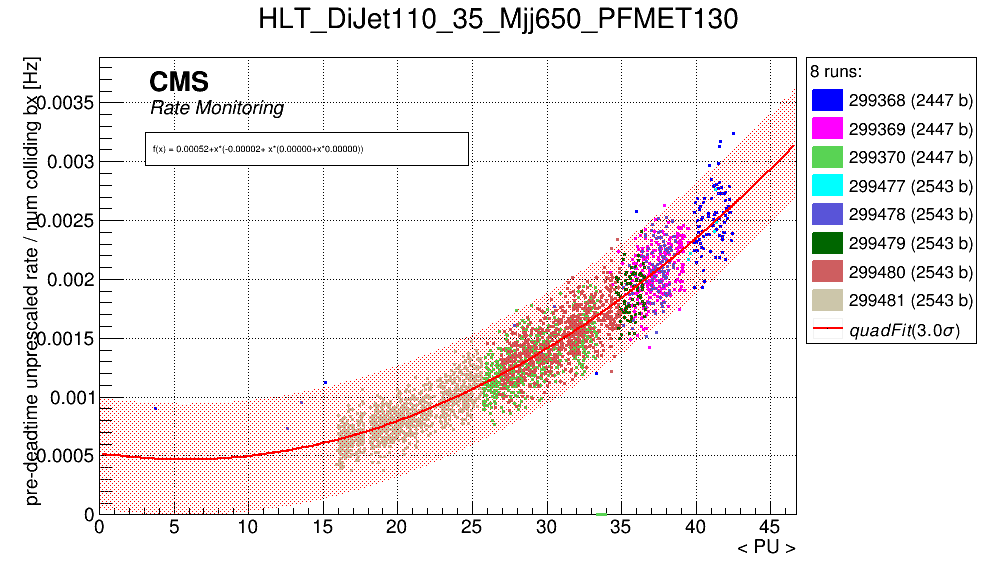 HLT_DiJet110_35_Mjj650_PFMET130
pre-deadtime unprescaled rate / num colliding bx [Hz]
CMS
Rate Monitoring
f(x) = 0.00052+x*(-0.00002+ x*(0.00000+x*0.00000))
0.0035
0.003
0.0025
0.002
0.0015
0.001
0.0005
0
0 5 10 15 20 25 30 35 40 45
< PU >
8 runs:
299368 (2447 b)
299369 (2447 b)
299370 (2447 b)
299477 (2543 b)
299478 (2543 b)
299479 (2543 b)
299480 (2543 b)
299481 (2543 b)
quadFit(3.0σ)